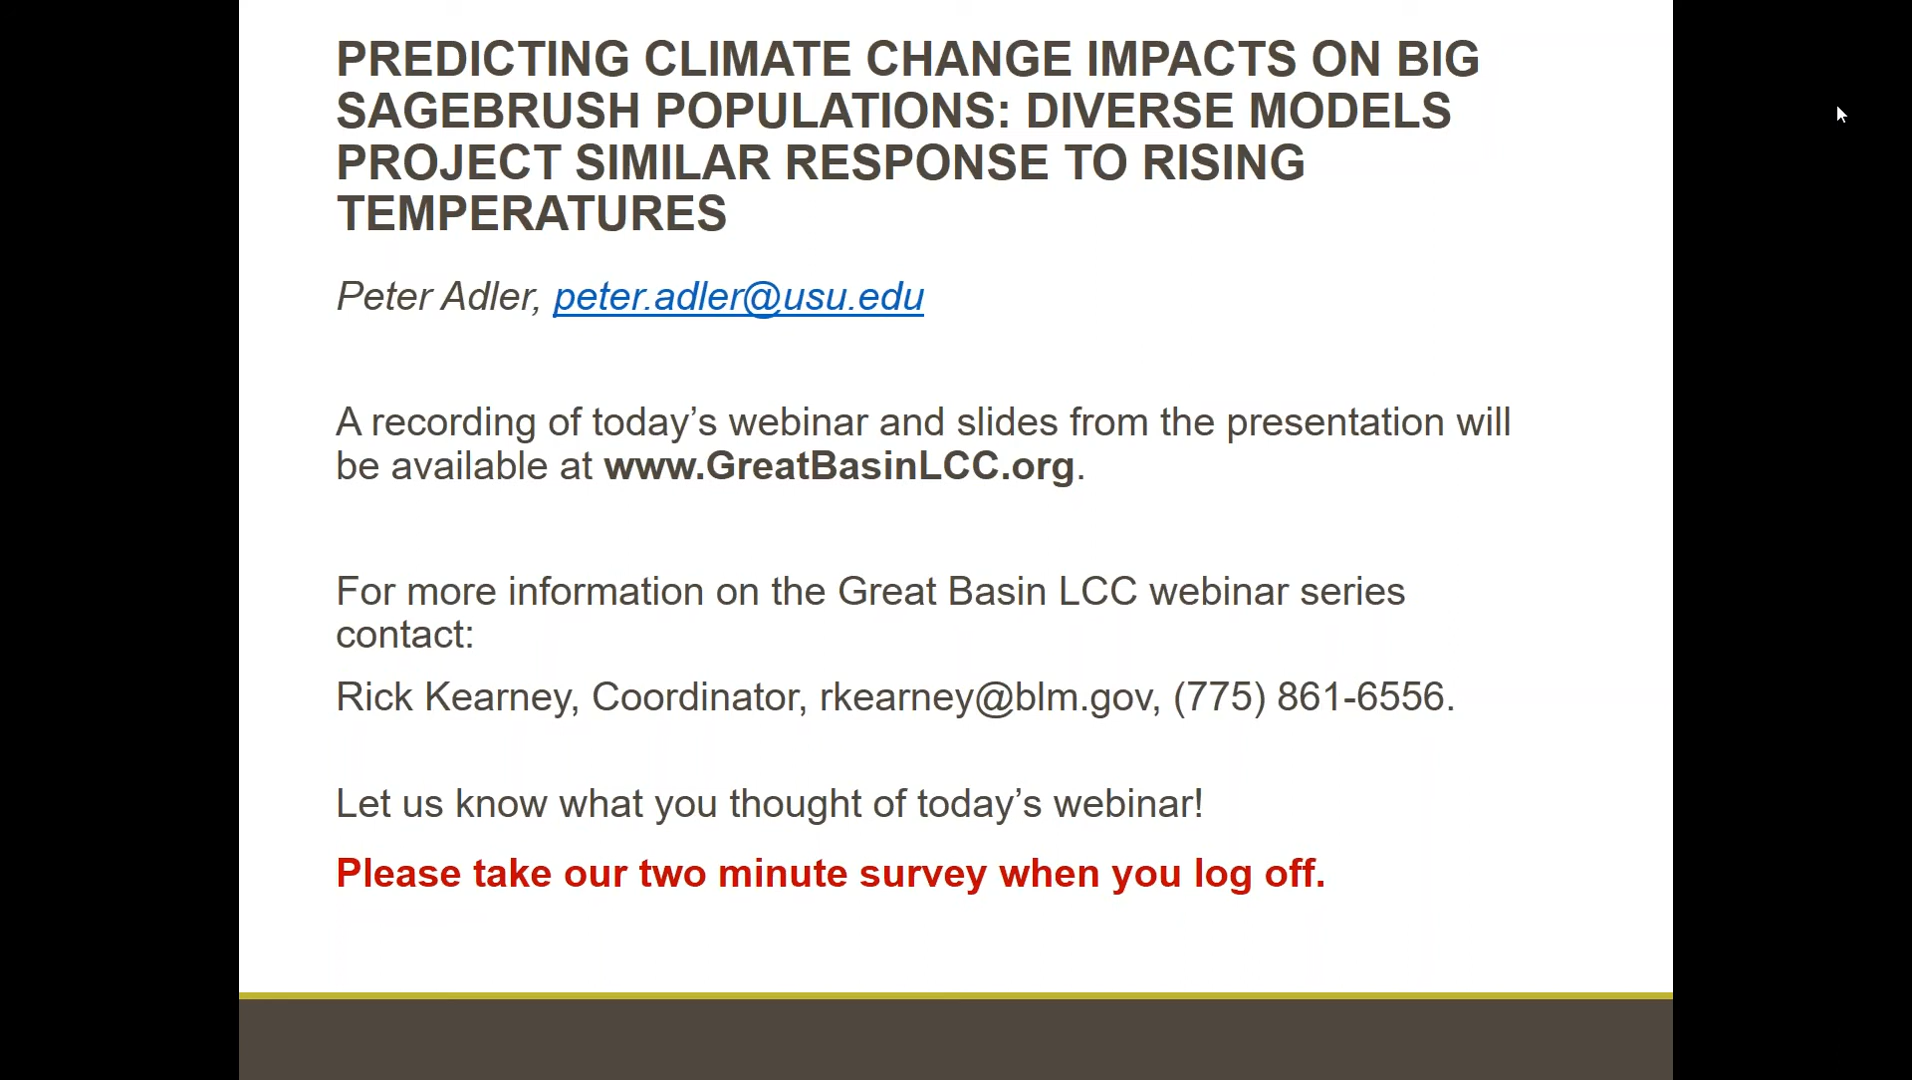 PREDICTING CLIMATE CHANGE IMPACTS ON BIG
SAGEBRUSH POPULATIONS: DIVERSE MODELS
PROJECT SIMILAR RESPONSE TO RISING
TEMPERATURES
Peter Adler, peter.adler@usu.edu
A recording of today’s webinar and slides from the presentation will
be available at www.GreatBasinLCC.org.
For more information on the Great Basin LCC webinar series
contact:
Rick Kearney, Coordinator, rkearney@blm.gov, (775) 861-6556.
Let us know what you thought of today’s webinar!
Please take our two minute survey when you log off.